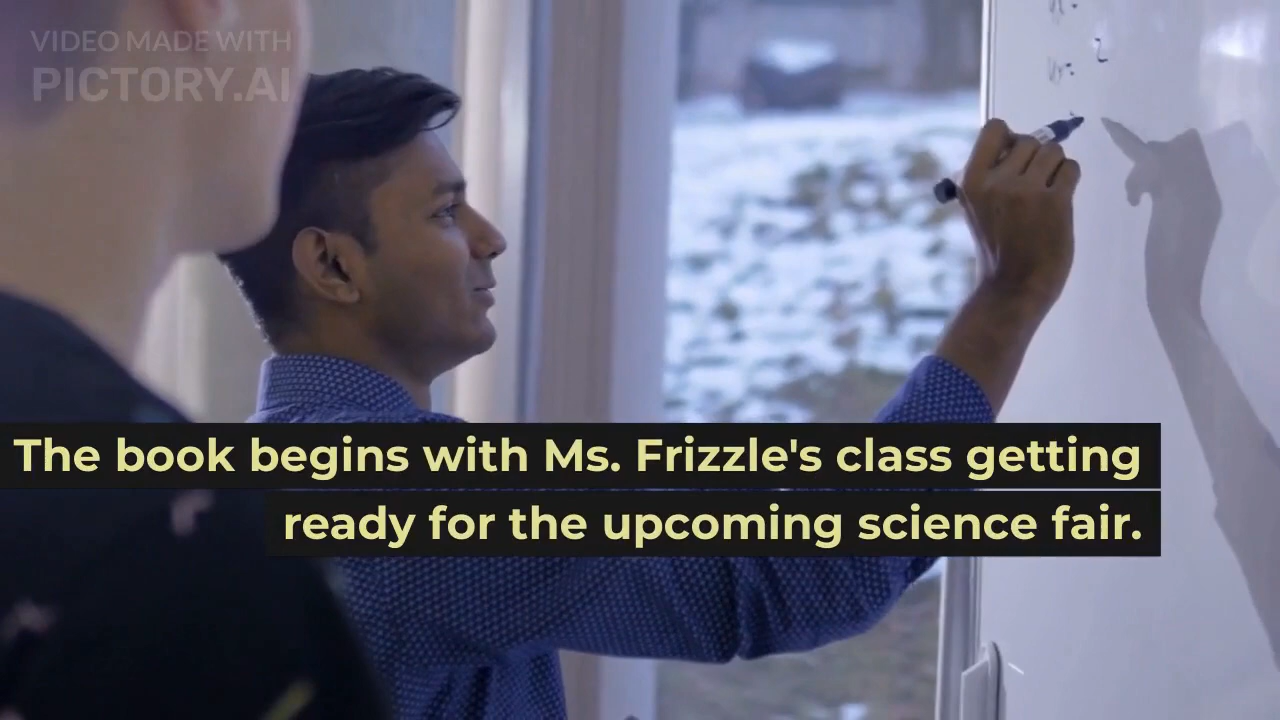 VIDEO MADE WITH
PICTORY.AI
The book begins with Ms. Frizzle's class getting
ready for the upcoming science fair.